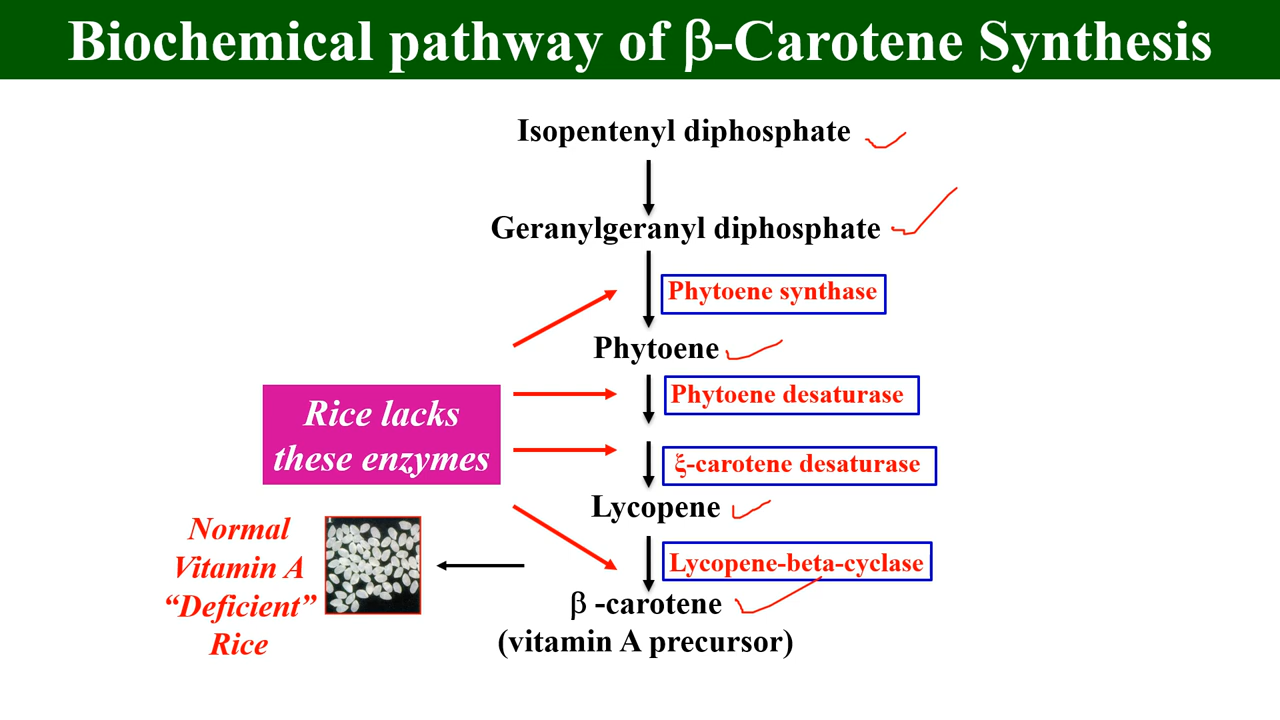 Biochemical pathway of β-Carotene Synthesis
Isopentenyl diphosphate
Geranylgeranyl diphosphate
Phytoene synthase
Phytoene
Phytoene desaturase
Rice lacks
these enzymes
ξ-carotene desaturase
Lycopene
Normal
Vitamin A
“Deficient”
Rice
Lycopene-beta-cyclase
β -carotene
(vitamin A precursor)